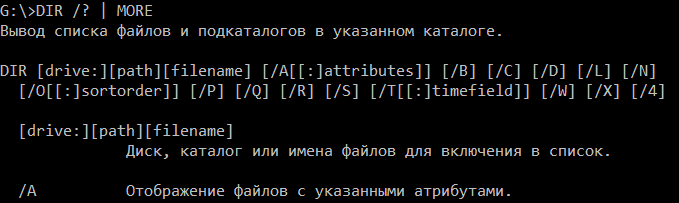 G:\>DIR /? | MORE
Вывод списка файлов и подкаталогов в указанном каталоге.
DIR [drive:][path][filename] [/A[[:]attributes]] [/B] [/C] [/D] [/L] [/N]
[/O[[:]sortorder]] [/P] [/Q] [/R] [/S] [/T[[:]timefield]] [/W] [/X] [/4]
[drive:][path][filename]
Диск, каталог или имена файлов для включения в список.
/A Отображение файлов с указанными атрибутами.